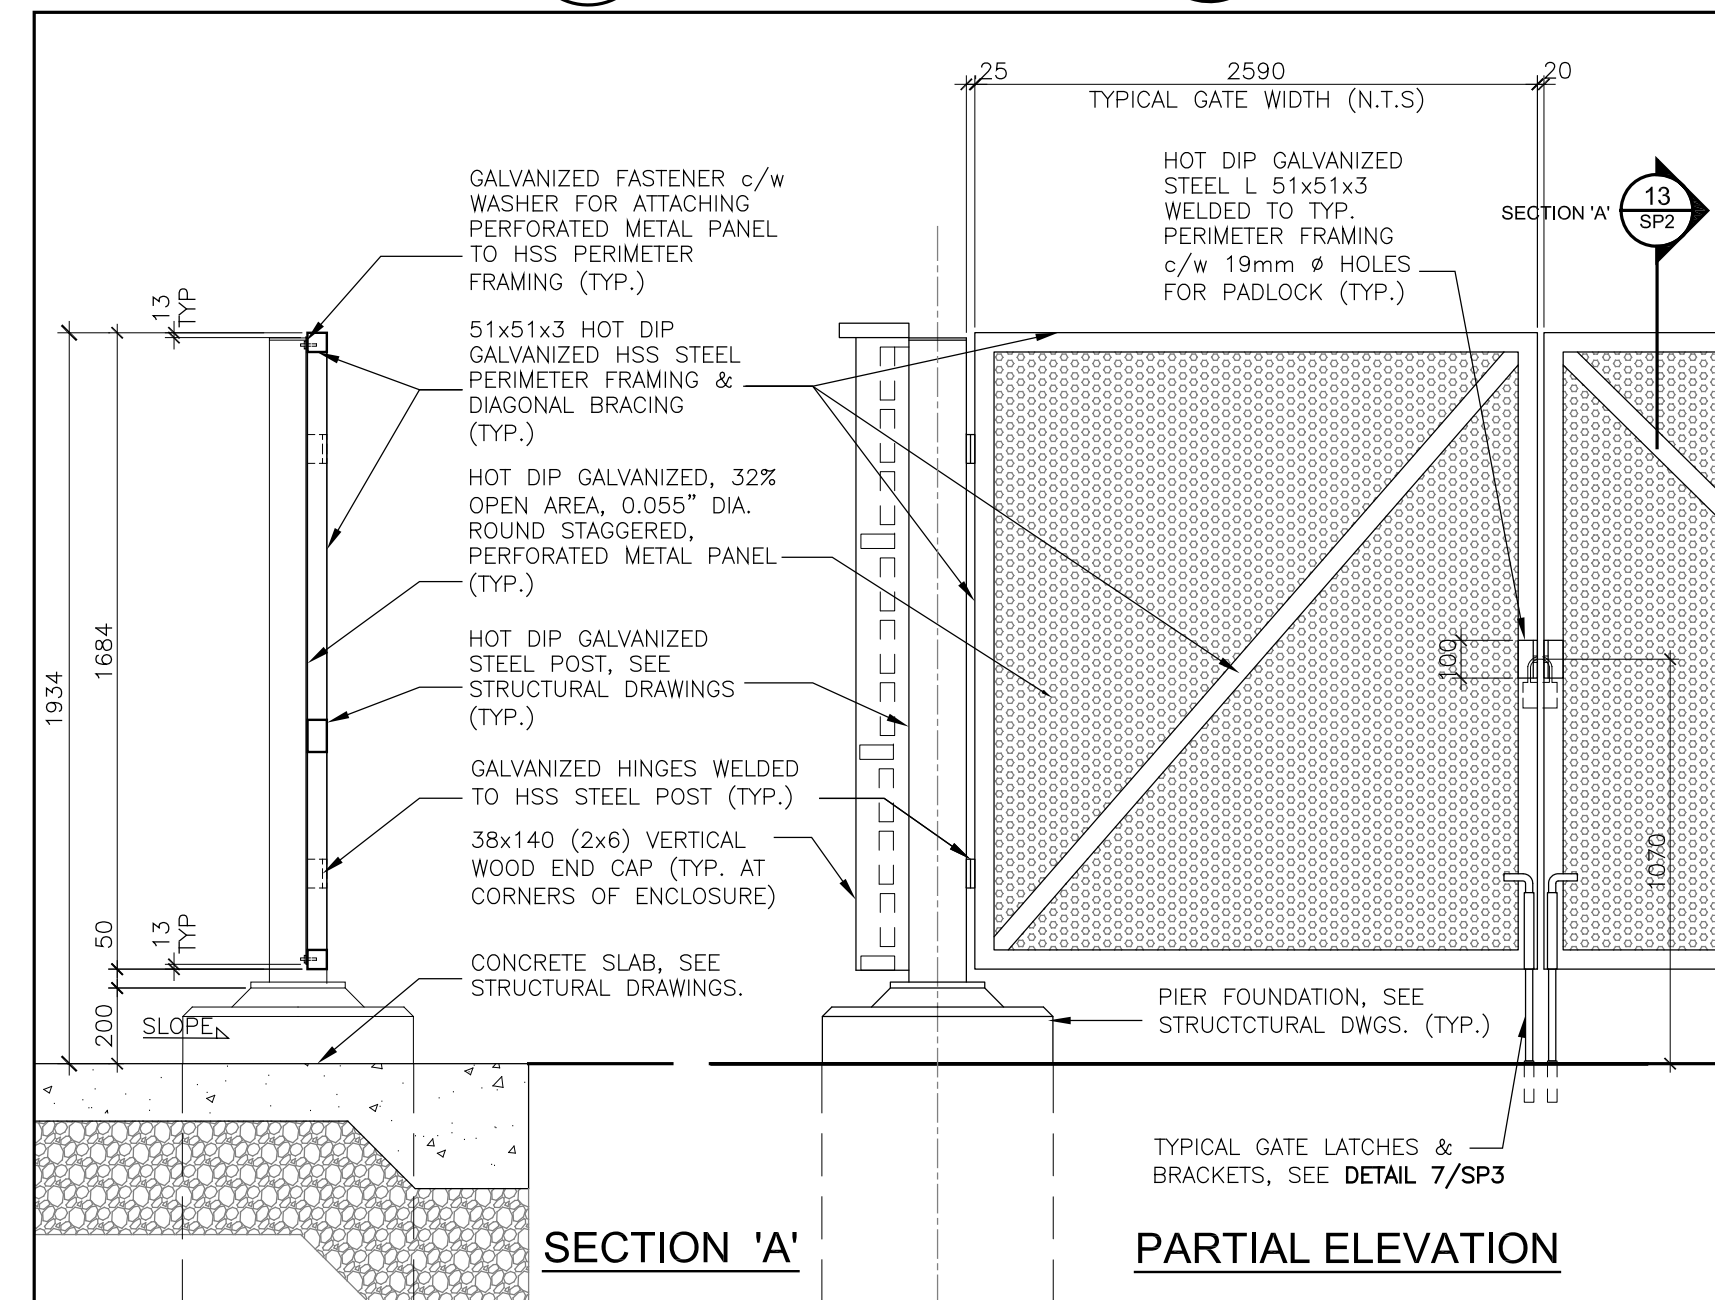 25
2590
20
TYPICAL GATE WIDTH (N.T.S)
HOT DIP GALVANIZED
STEEL L 51x51x3
WELDED TO TYP.
PERIMETER FRAMING
c/w 19mm ø HOLES
FOR PADLOCK (TYP.)
SECTION 'A'
13
SP2
GALVANIZED FASTENER c/w
WASHER FOR ATTACHING
PERFORATED METAL PANEL
TO HSS PERIMETER
FRAMING (TYP.)
13
TYP
51x51x3 HOT DIP
GALVANIZED HSS STEEL
PERIMETER FRAMING &
DIAGONAL BRACING
(TYP.)
HOT DIP GALVANIZED, 32%
OPEN AREA, 0.055” DIA.
ROUND STAGGERED,
PERFORATED METAL PANEL
(TYP.)
HOT DIP GALVANIZED
STEEL POST, SEE
STRUCTURAL DRAWINGS
(TYP.)
GALVANIZED HINGES WELDED
TO HSS STEEL POST (TYP.)
38x140 (2x6) VERTICAL
WOOD END CAP (TYP. AT
CORNERS OF ENCLOSURE)
CONCRETE SLAB, SEE
STRUCTURAL DRAWINGS.
1934
1684
50
13
TYP
200
SLOPE
100
1070
PIER FOUNDATION, SEE
STRUCTCTURAL DWGS. (TYP.)
TYPICAL GATE LATCHES &
BRACKETS, SEE DETAIL 7/SP3
SECTION 'A'
PARTIAL ELEVATION